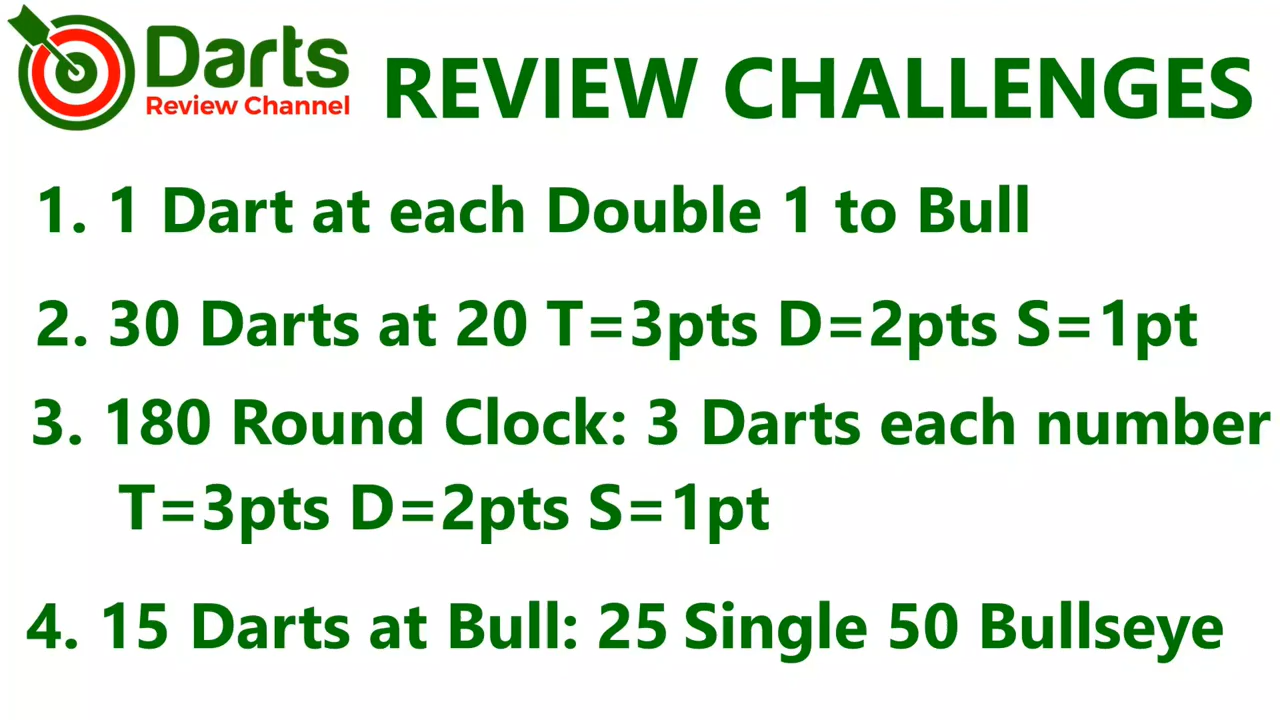 Darts
Review Channel
REVIEW CHALLENGES
1. 1 Dart at each Double 1 to Bull
2. 30 Darts at 20 T=3pts D=2pts S=1pt
3. 180 Round Clock: 3 Darts each number
T=3pts D=2pts S=1pt
4. 15 Darts at Bull: 25 Single 50 Bullseye